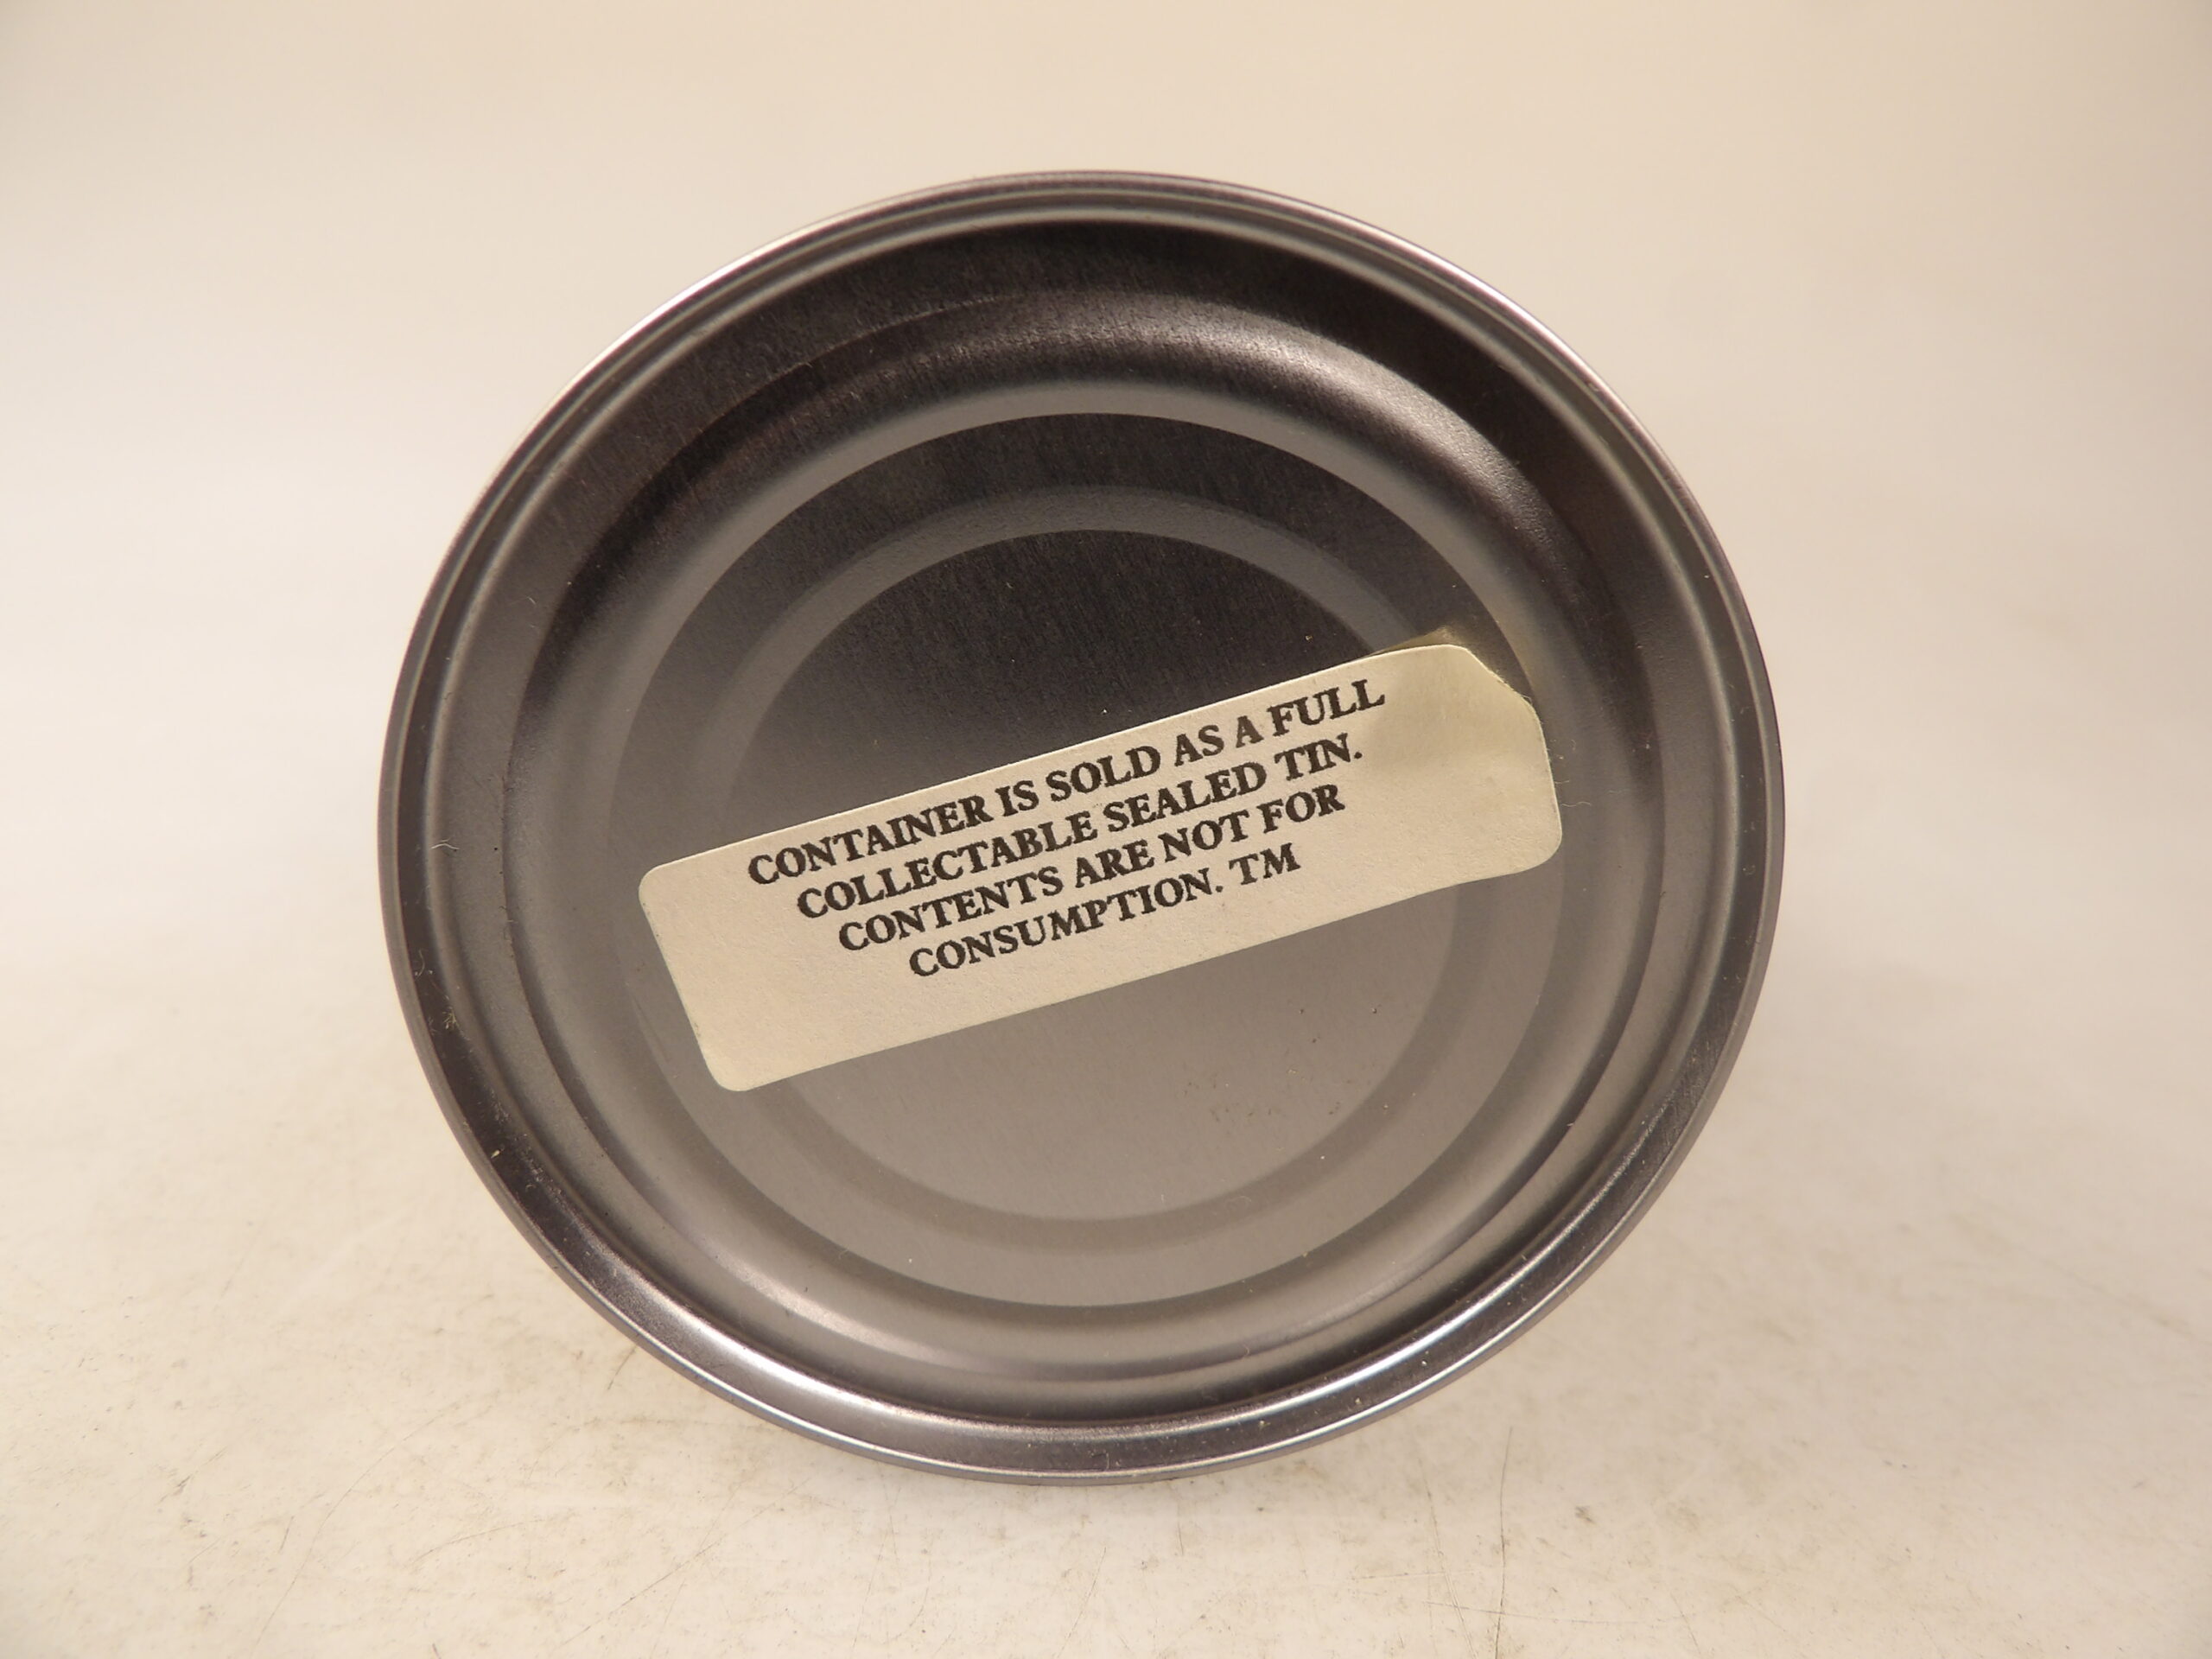 CONTAINER IS SOLD AS A FULL
COLLECTABLE SEALED TIN.
CONTENTS ARE NOT FOR
CONSUMPTION. TM